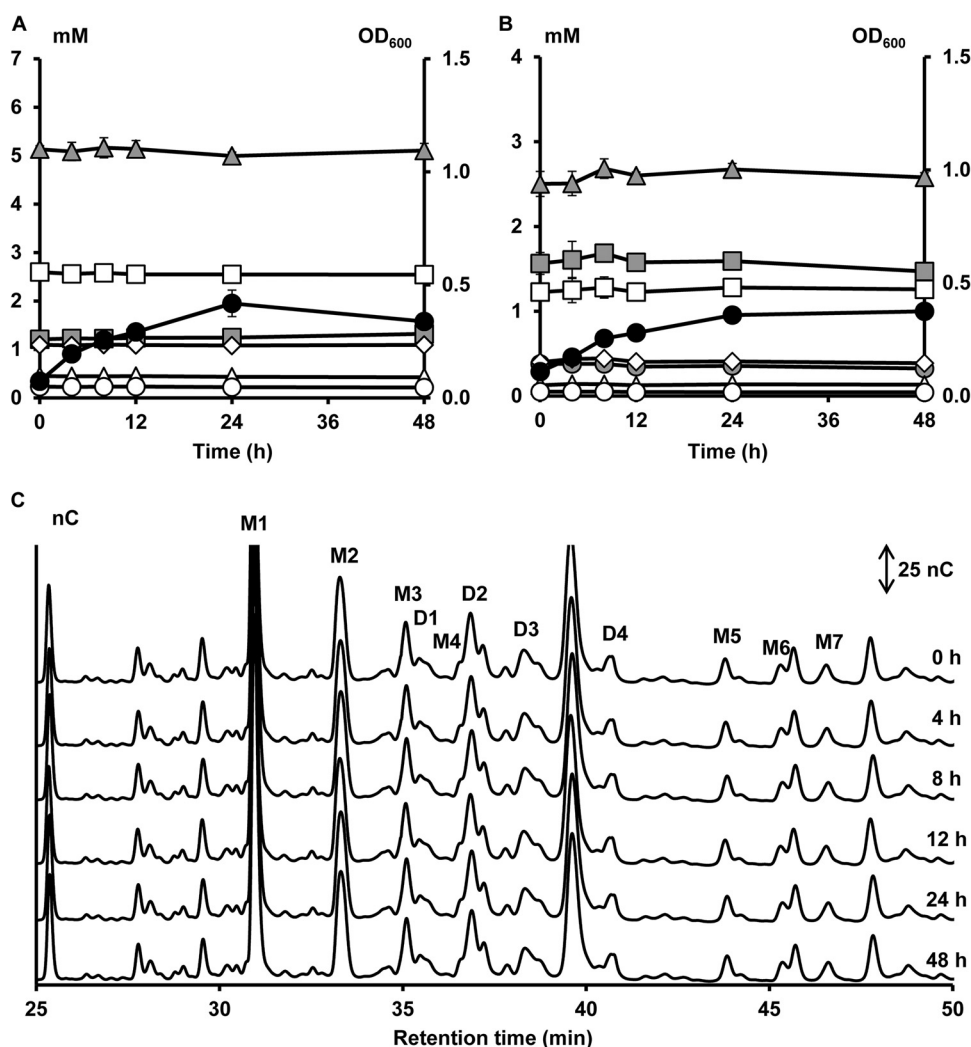 A
mM
OD600
7
6
5
4
3
2
1
0
1.5
1.0
0.5
0.0
0 12 24 36 48
Time (h)
B
mM
OD600
4
3
2
1
0
1.5
1.0
0.5
0.0
0 12 24 36 48
Time (h)
C
nC
M1
M2
M3
D1
M4
D2
D3
D4
M5
M6
M7
25 nC
0 h
4 h
8 h
12 h
24 h
48 h
25 30 35 40 45 50
Retention time (min)